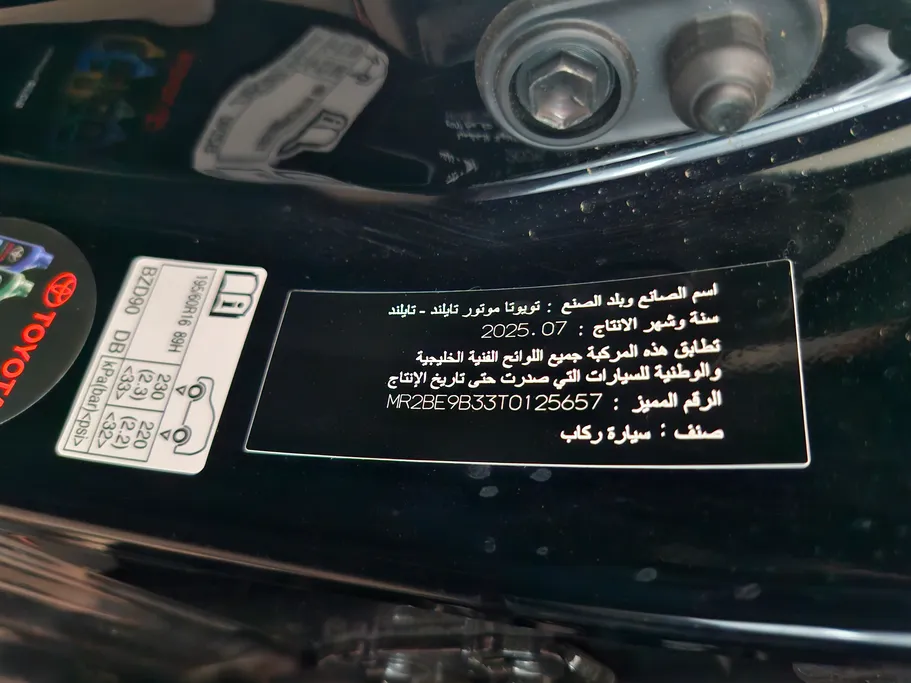 اسم الصانع وبلد الصنع : تويوتا موتور تايلند - تايلند
سنة وشهر الانتاج : 2025.07
تطابق هذه المركبة جميع اللوائح الفنية الخليجية
والوطنية للسيارات التي صدرت حتى تاريخ الإنتاج
الرقم المميز : MR2BE9B33T0125657
صنف : سيارة ركاب
195/60R16 89H
230 (2.3) <33>
220 (2.2) <32>
kPa(bar)<psi>
BZD90 DB
TOYOTA